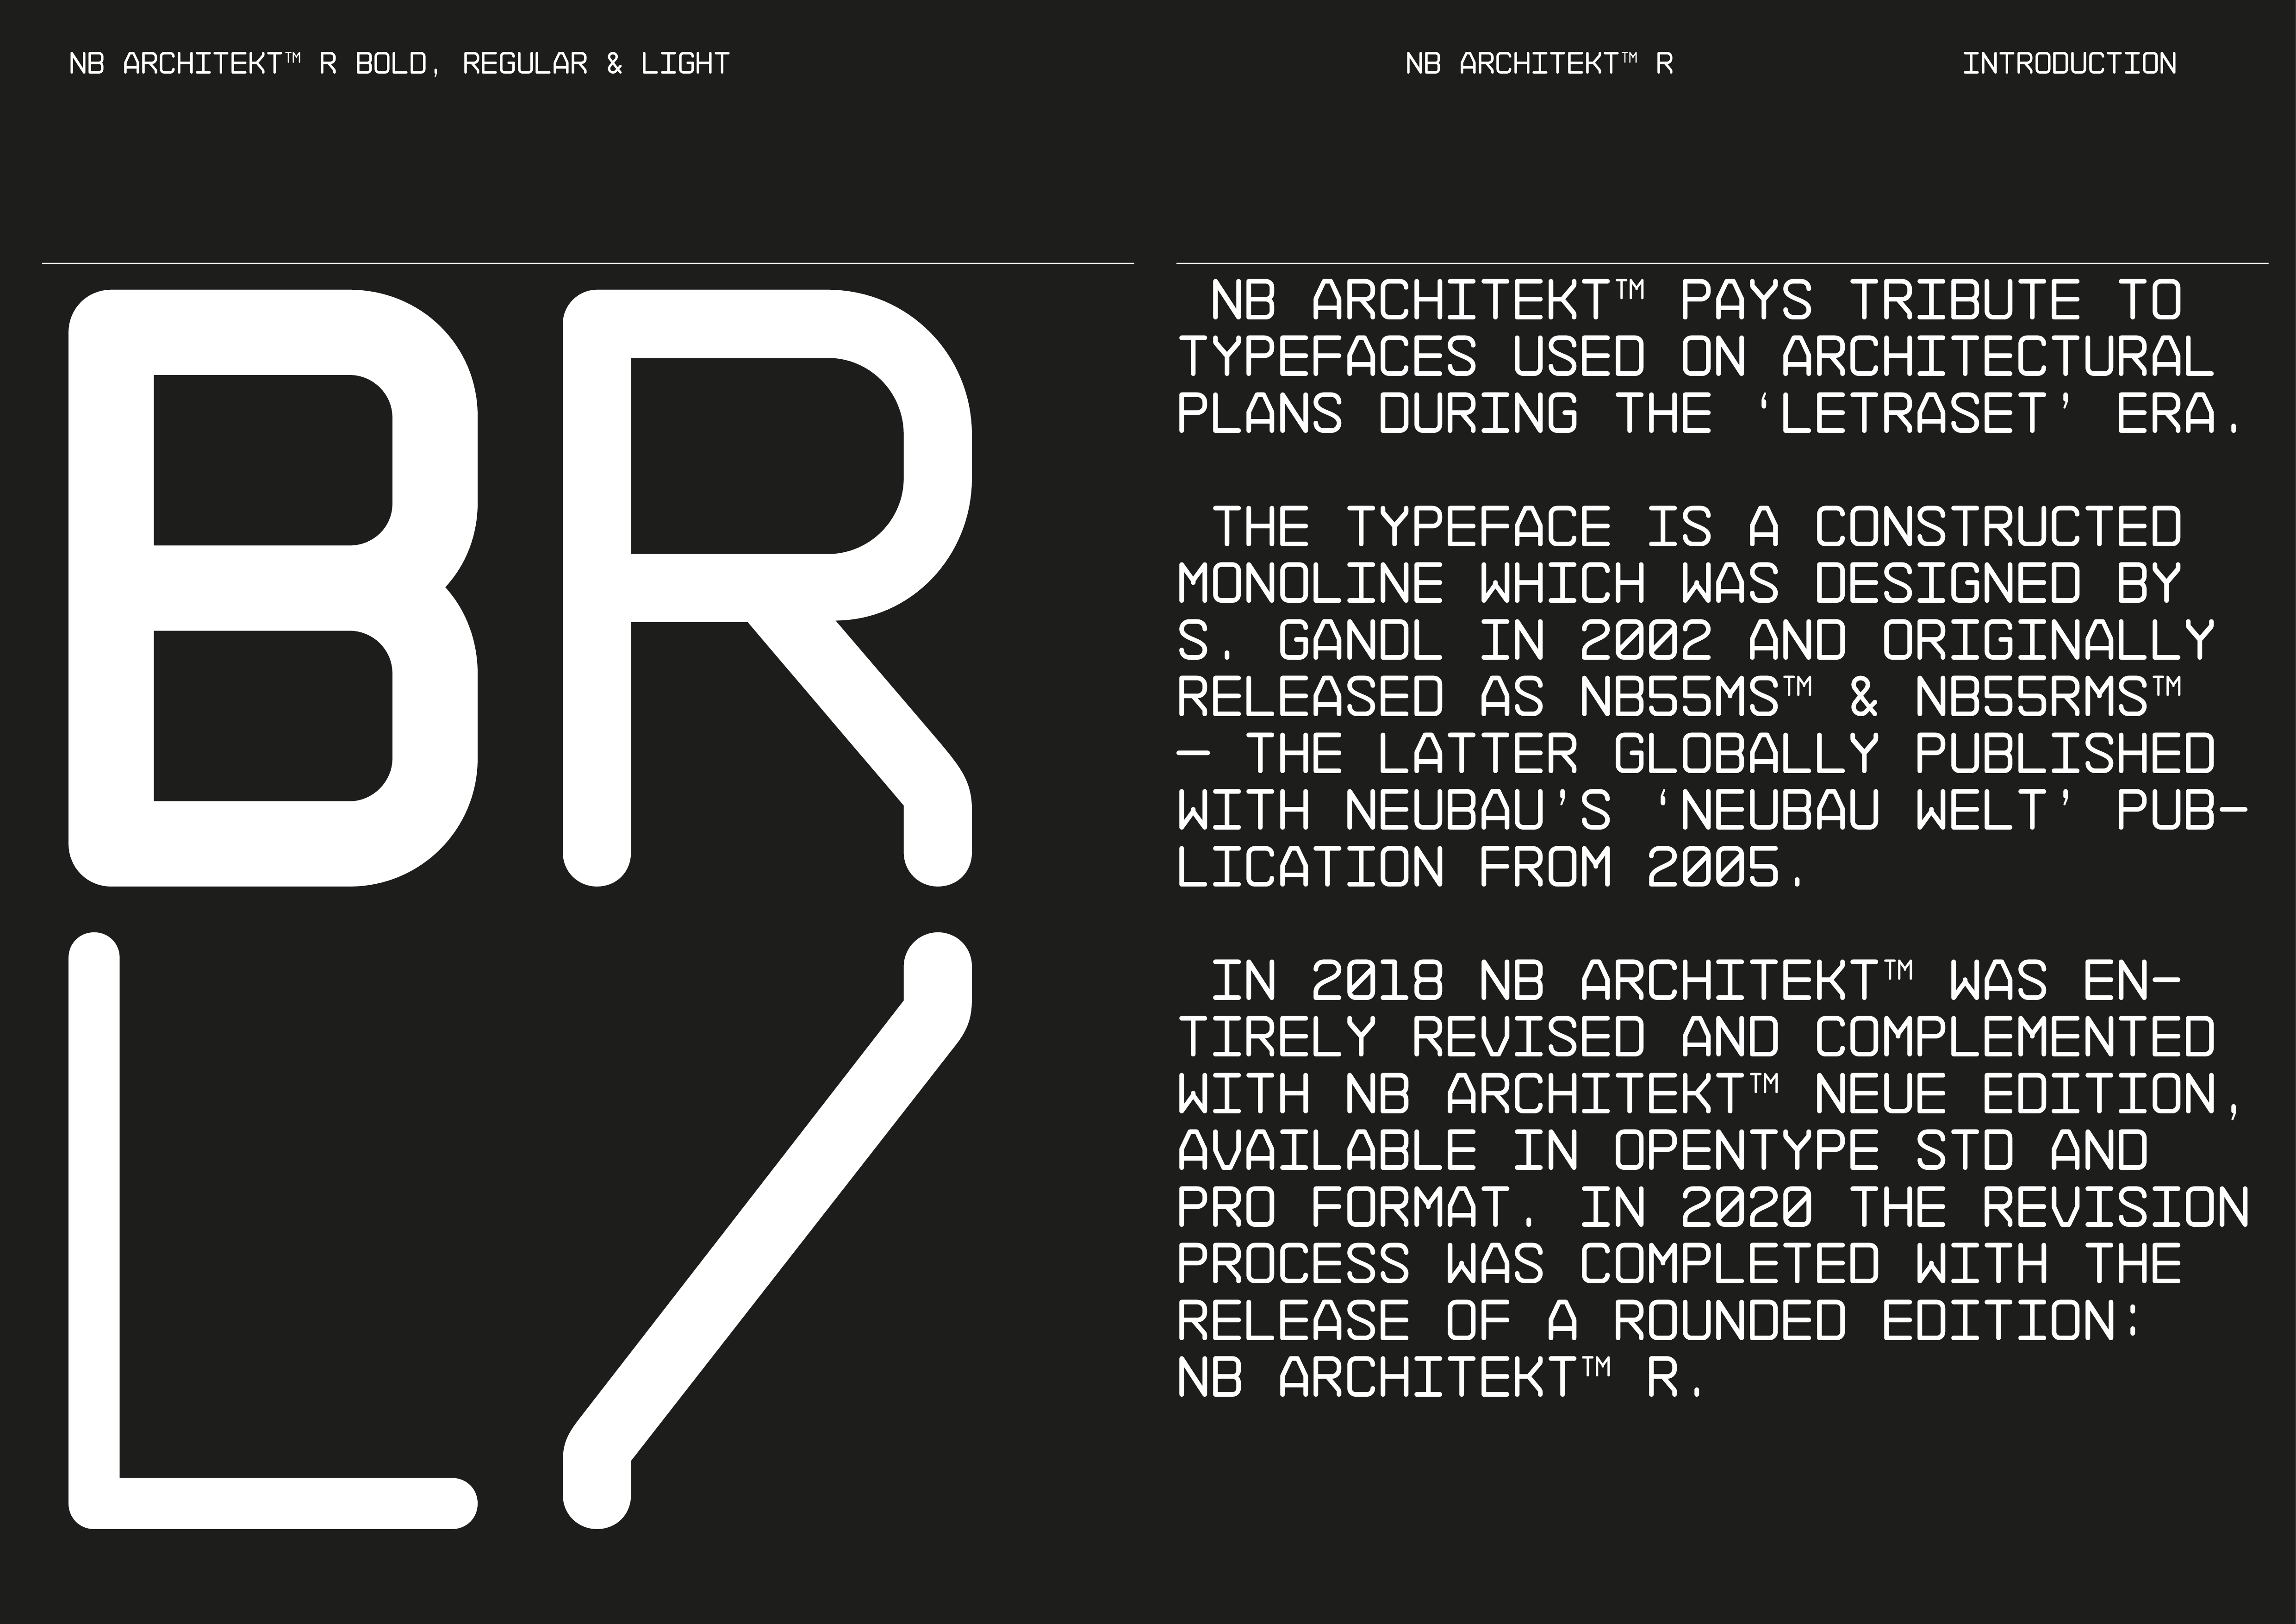 NB ARCHITEKT™ R BOLD, REGULAR & LIGHT
NB ARCHITEKT™ R
INTRODUCTION
BR
L/
NB ARCHITEKT™ PAYS TRIBUTE TO
TYPEFACES USED ON ARCHITECTURAL
PLANS DURING THE ‘LETRASET’ ERA.
THE TYPEFACE IS A CONSTRUCTED
MONOLINE WHICH WAS DESIGNED BY
S. GANDL IN 2002 AND ORIGINALLY
RELEASED AS NB55MS™ & NB55RMS™
— THE LATTER GLOBALLY PUBLISHED
WITH NEUBAU’S ‘NEUBAU WELT’ PUB-
LICATION FROM 2005.
IN 2018 NB ARCHITEKT™ WAS EN-
TIRELY REVISED AND COMPLEMENTED
WITH NB ARCHITEKT™ NEUE EDITION,
AVAILABLE IN OPENTYPE STD AND
PRO FORMAT. IN 2020 THE REVISION
PROCESS WAS COMPLETED WITH THE
RELEASE OF A ROUNDED EDITION:
NB ARCHITEKT™ R.